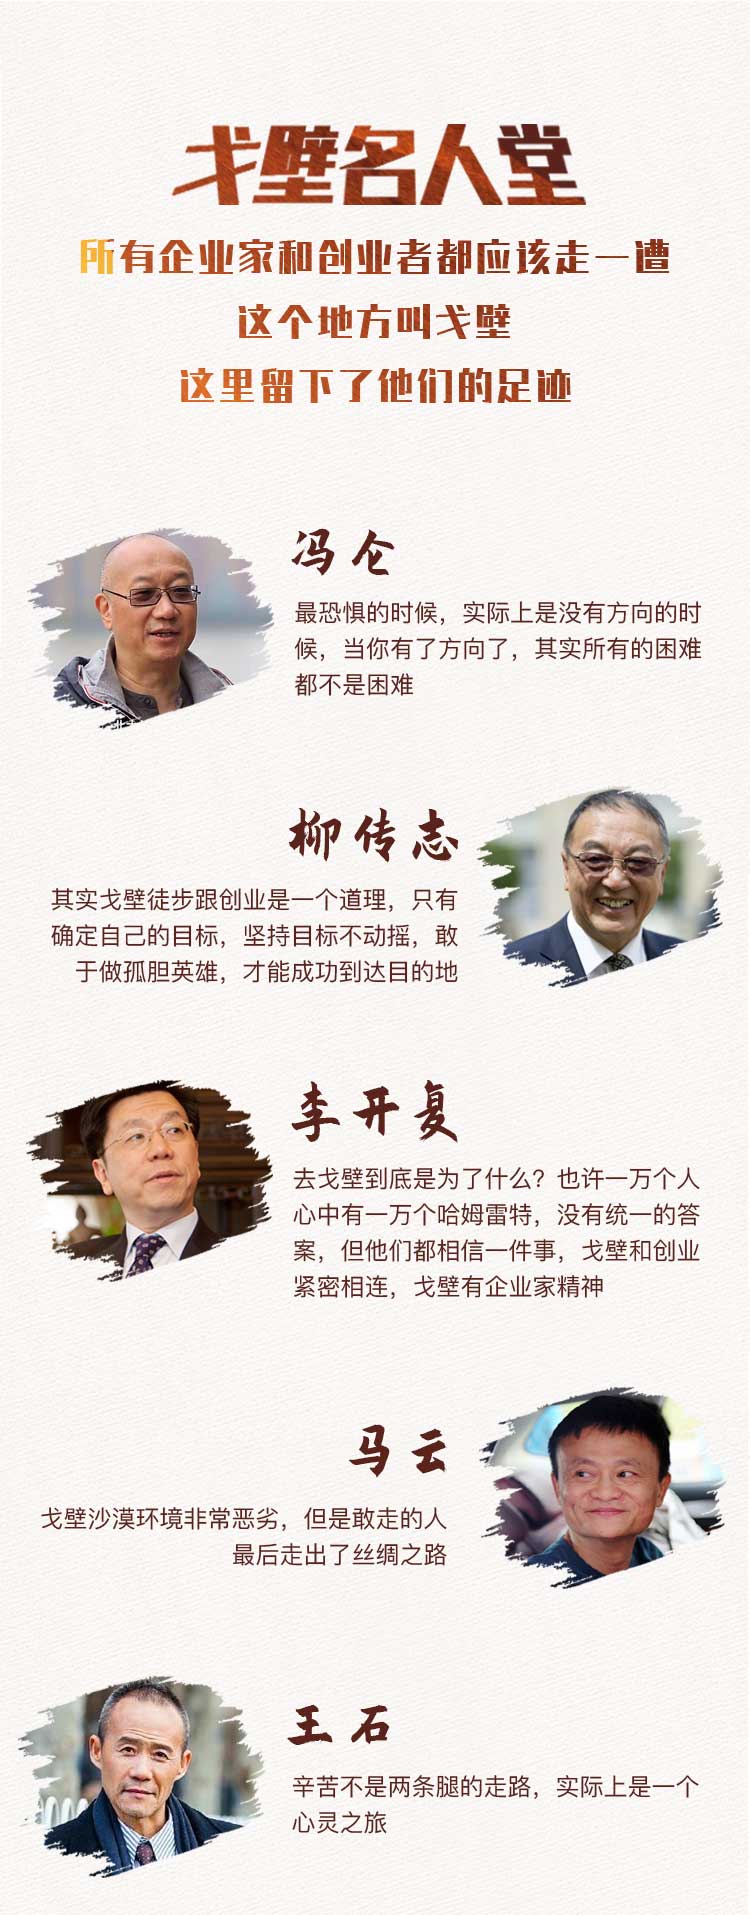 戈壁名人堂
所有企业家和创业者都应该走一遭
这个地方叫戈壁
这里留下了他们的足迹
冯仑
最恐惧的时候，实际上是没有方向的时
候，当你有了方向了，其实所有的困难
都不是困难
柳传志
其实戈壁徒步跟创业是一个道理，只有
确定自己的目标，坚持目标不动摇，敢
于做孤胆英雄，才能成功到达目的地
李开复
去戈壁到底是为了什么？也许一万个人
心中有一万个哈姆雷特，没有统一的答
案，但他们都相信一件事，戈壁和创业
紧密相连，戈壁有企业家精神
马云
戈壁沙漠环境非常恶劣，但是敢走的人
最后走出了丝绸之路
王石
辛苦不是两条腿的走路，实际上是一个
心灵之旅